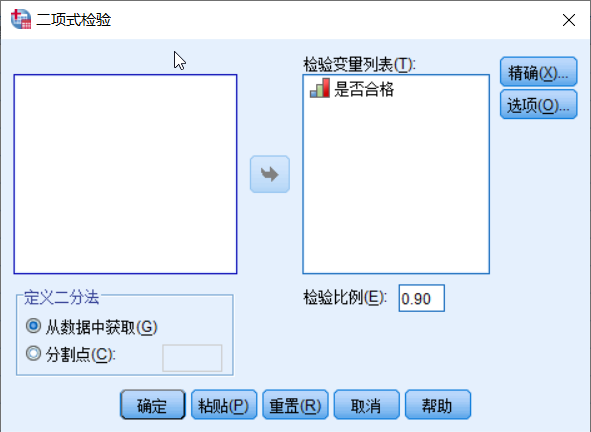 二项式检验
检验变量列表(T):
是否合格
精确(X)...
选项(O)...
定义二分法
从数据中获取(G)
分割点(C):
检验比例(E): 0.90
确定 粘贴(P) 重置(R) 取消 帮助